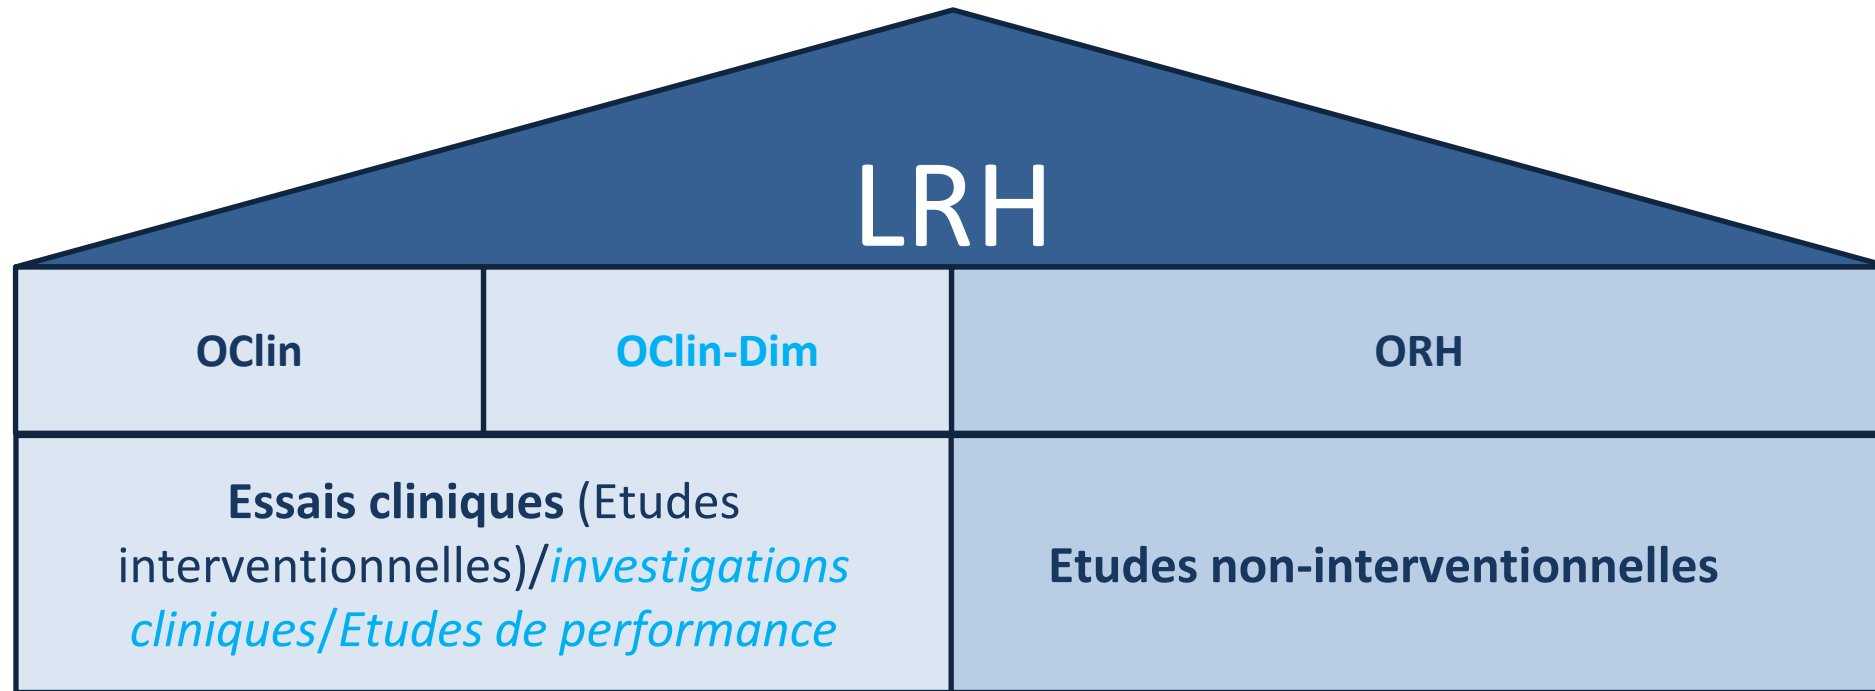 LRH
OClin
OClin-Dim
ORH
Essais cliniques (Etudes
interventionnelles)/investigations
cliniques/Etudes de performance
Etudes non-interventionnelles